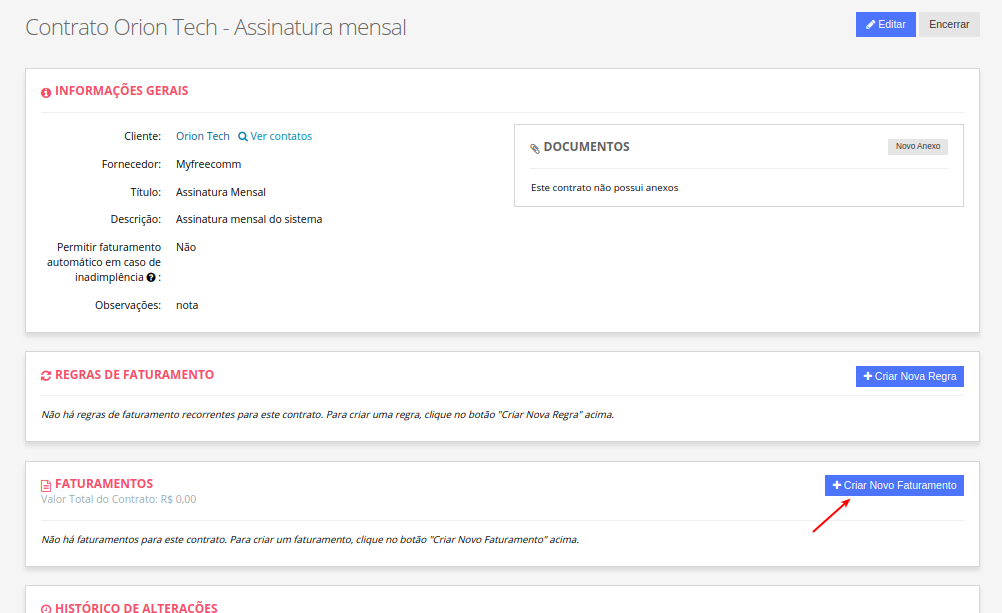 Contrato Orion Tech - Assinatura mensal
Editar
Encerrar
INFORMAÇÕES GERAIS
Cliente: Orion Tech Ver contatos
Fornecedor: Myfreecomm
Título: Assinatura Mensal
Descrição: Assinatura mensal do sistema
Permitir faturamento Não
automático em caso de
inadimplência ? :
Observações: nota
DOCUMENTOS
Novo Anexo
Este contrato não possui anexos
REGRAS DE FATURAMENTO
+ Criar Nova Regra
Não há regras de faturamento recorrentes para este contrato. Para criar uma regra, clique no botão "Criar Nova Regra" acima.
FATURAMENTOS
Valor Total do Contrato: R$ 0,00
+ Criar Novo Faturamento
Não há faturamentos para este contrato. Para criar um faturamento, clique no botão "Criar Novo Faturamento" acima.
HISTÓRICO DE ALTERAÇÕES